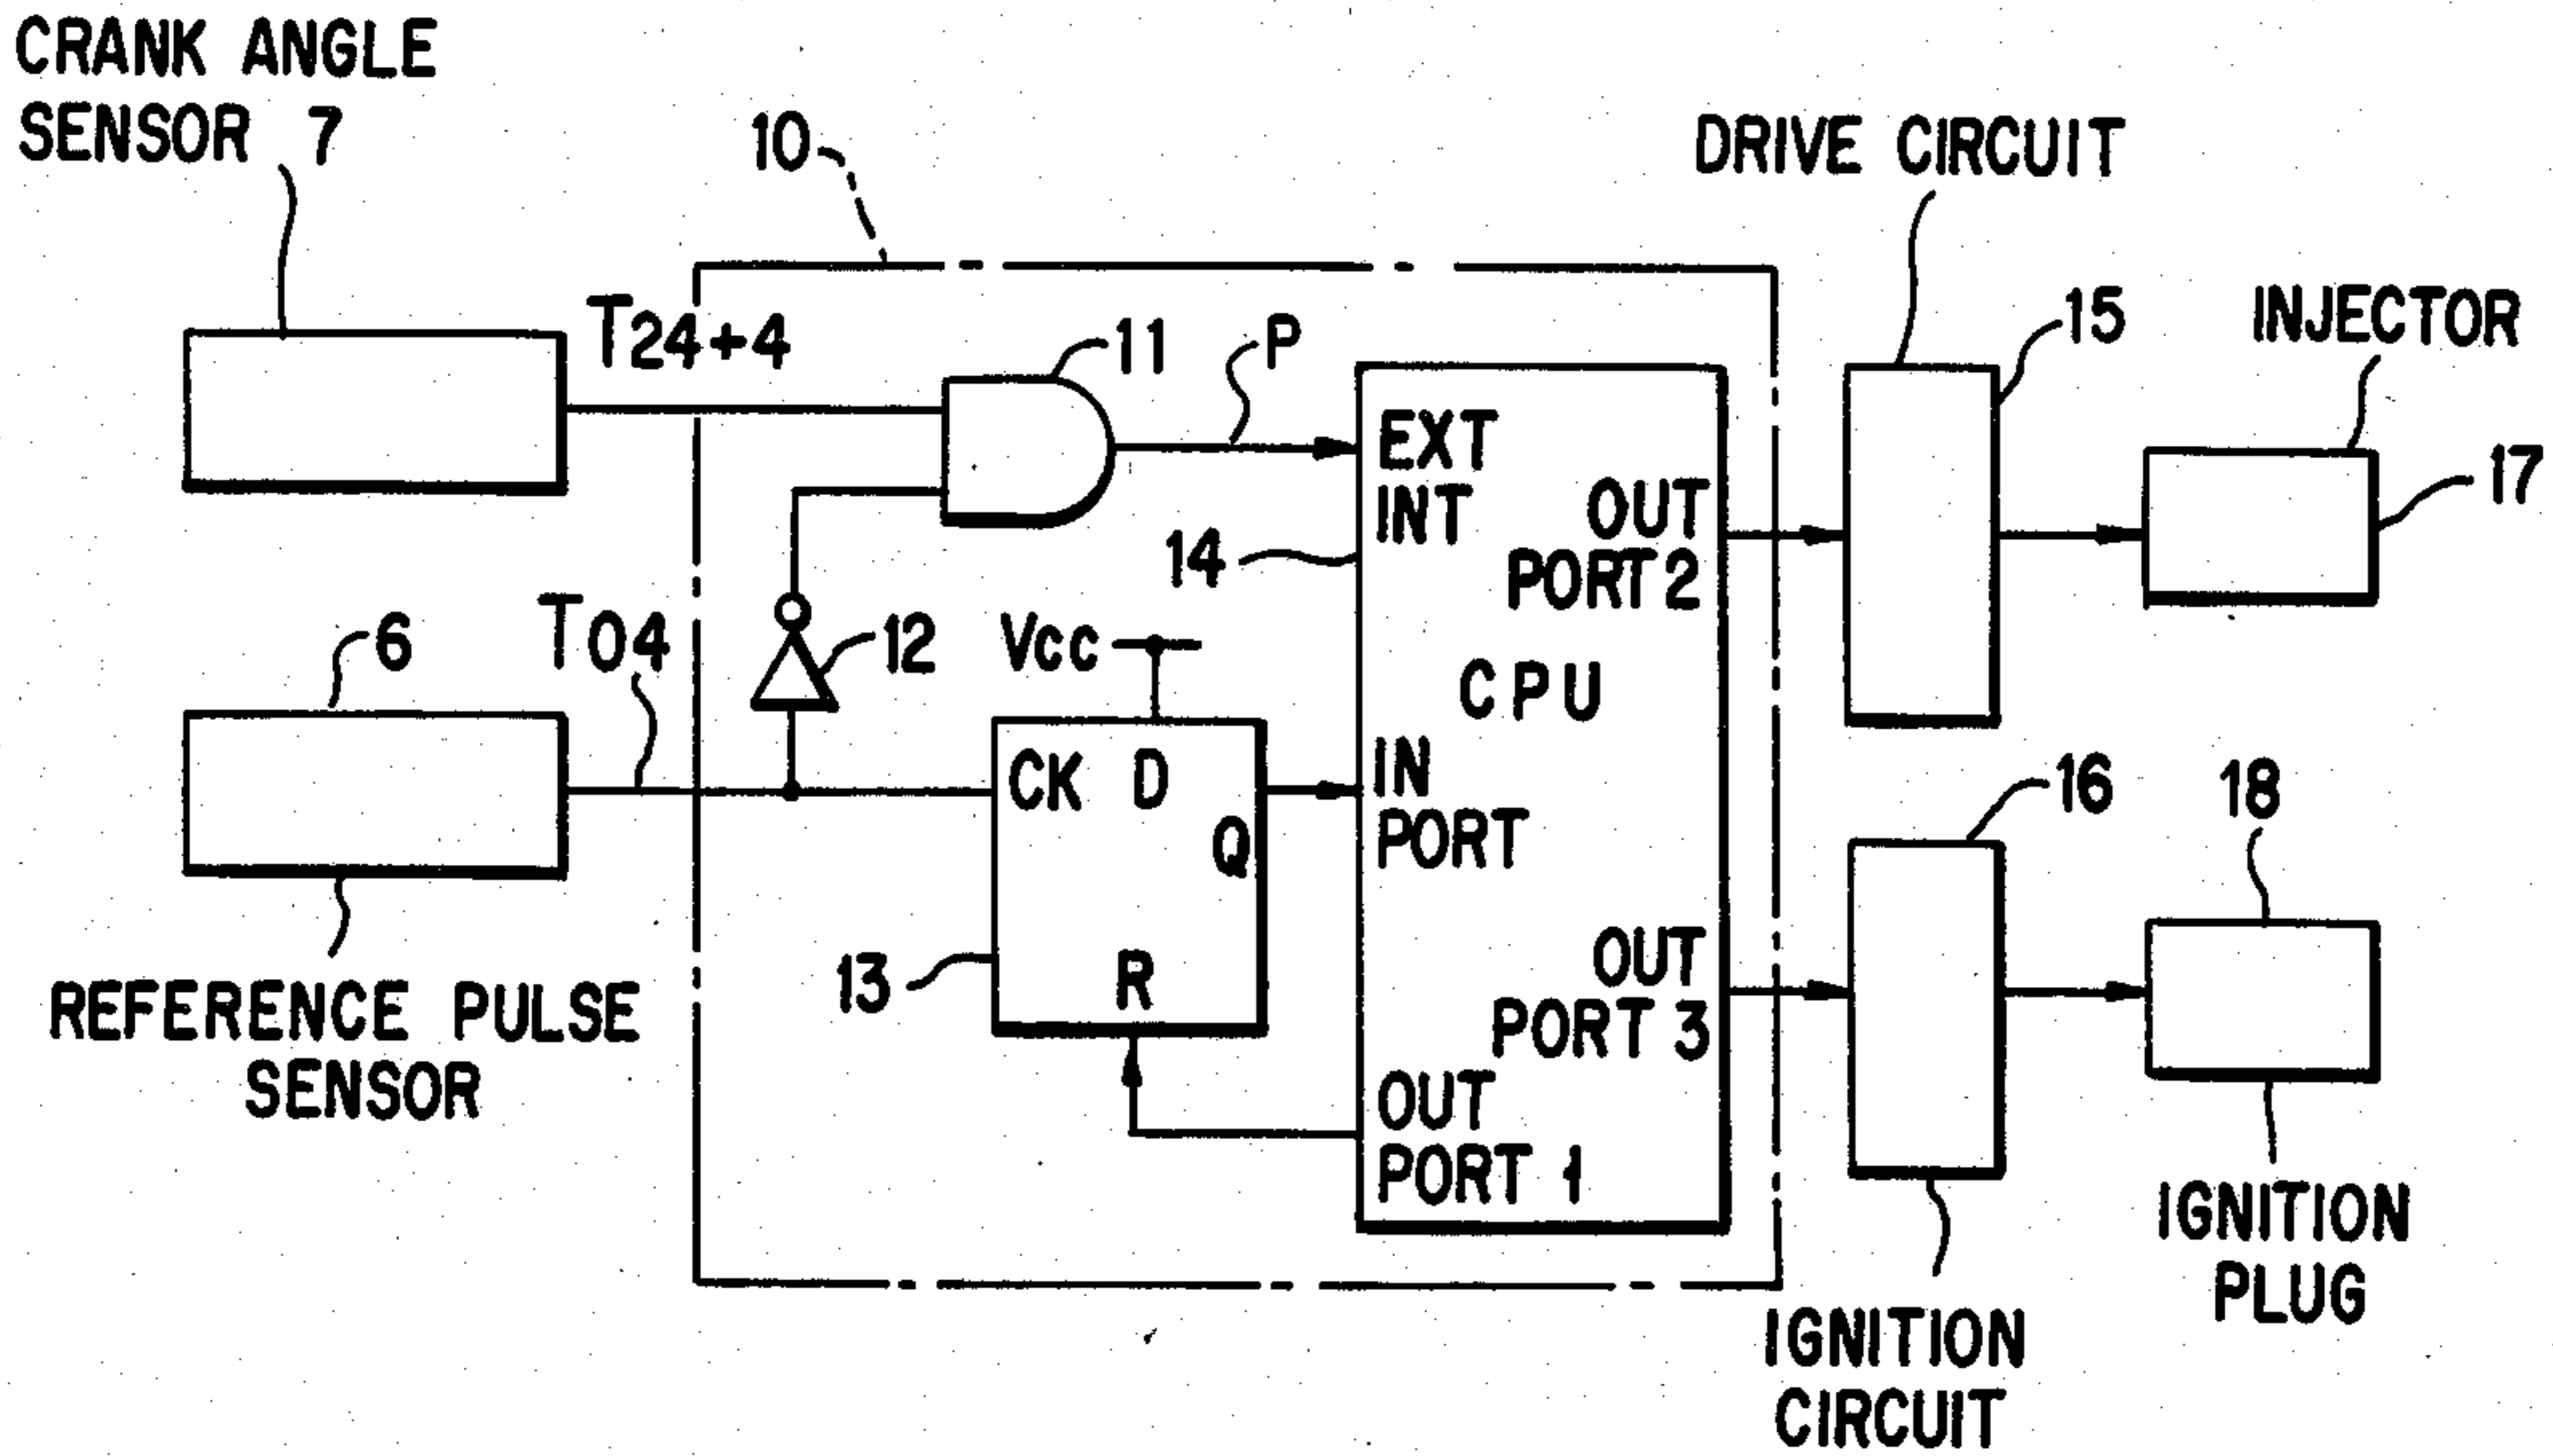 CRANK ANGLE
SENSOR 7
10
DRIVE CIRCUIT
T24+4
11
P
15
INJECTOR
EXT
INT
14
OUT
PORT2
17
6
T04
12
Vcc
CPU
CK D
Q
R
13
IN
PORT
16
18
REFERENCE PULSE
SENSOR
OUT
PORT 3
OUT
PORT 1
IGNITION
PLUG
IGNITION
CIRCUIT